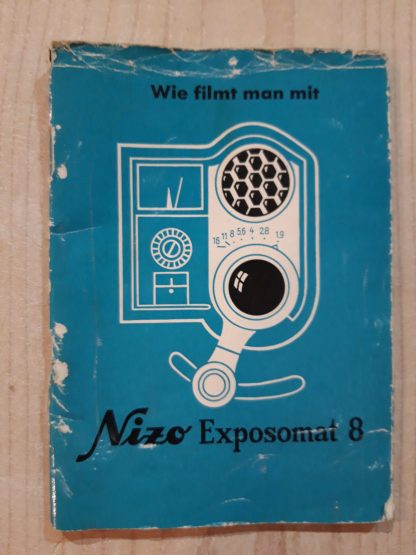 Wie filmt man mit
16 11 8 5.6 4 2.8 1.9
Nizo Exposomat 8